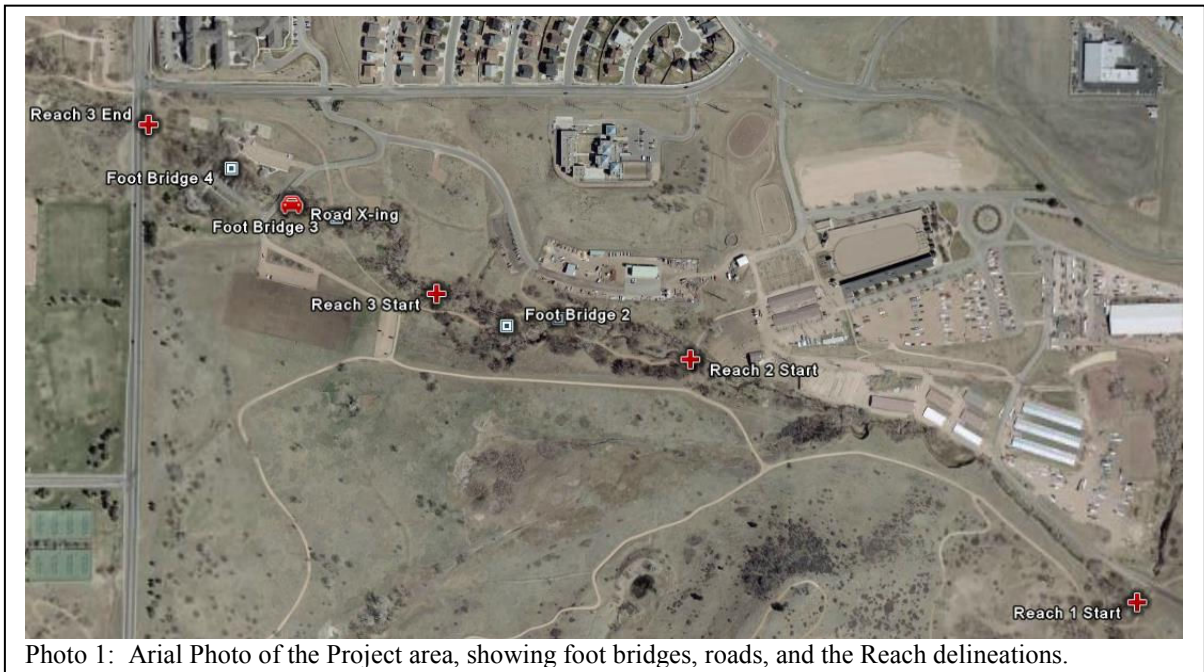 Reach 3 End
Foot Bridge 4
Road X-ing
Foot Bridge 3
Reach 3 Start
Foot Bridge 2
Reach 2 Start
Reach 1 Start
Photo 1: Arial Photo of the Project area, showing foot bridges, roads, and the Reach delineations.